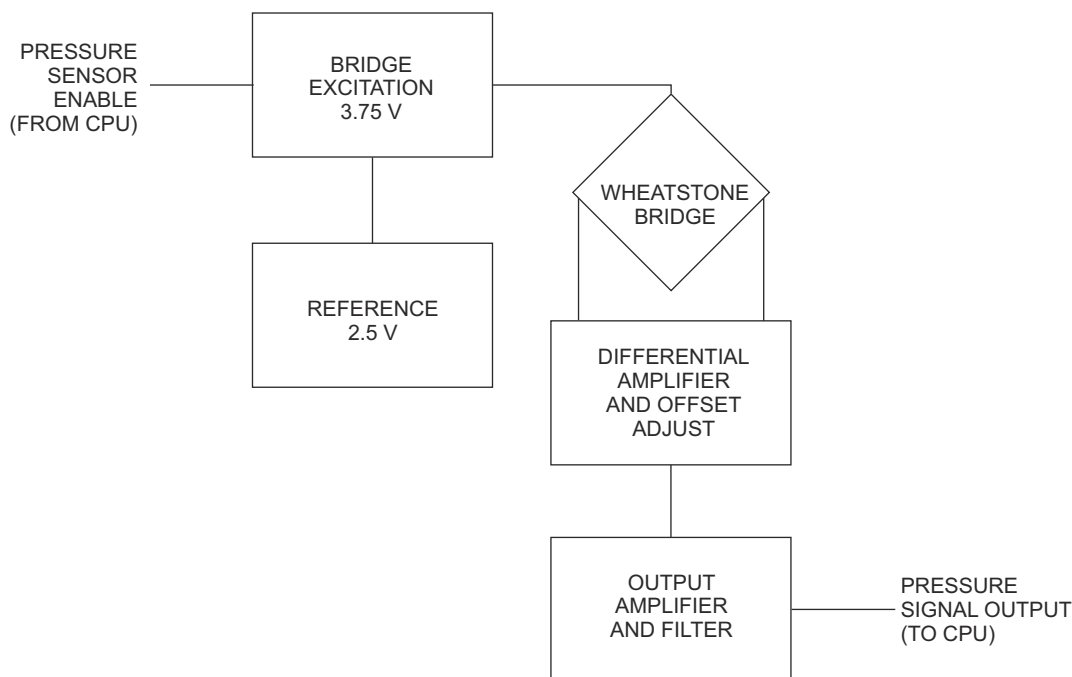 PRESSURE
SENSOR
ENABLE
(FROM CPU)
BRIDGE
EXCITATION
3.75 V
WHEATSTONE
BRIDGE
REFERENCE
2.5 V
DIFFERENTIAL
AMPLIFIER
AND OFFSET
ADJUST
OUTPUT
AMPLIFIER
AND FILTER
PRESSURE
SIGNAL OUTPUT
(TO CPU)